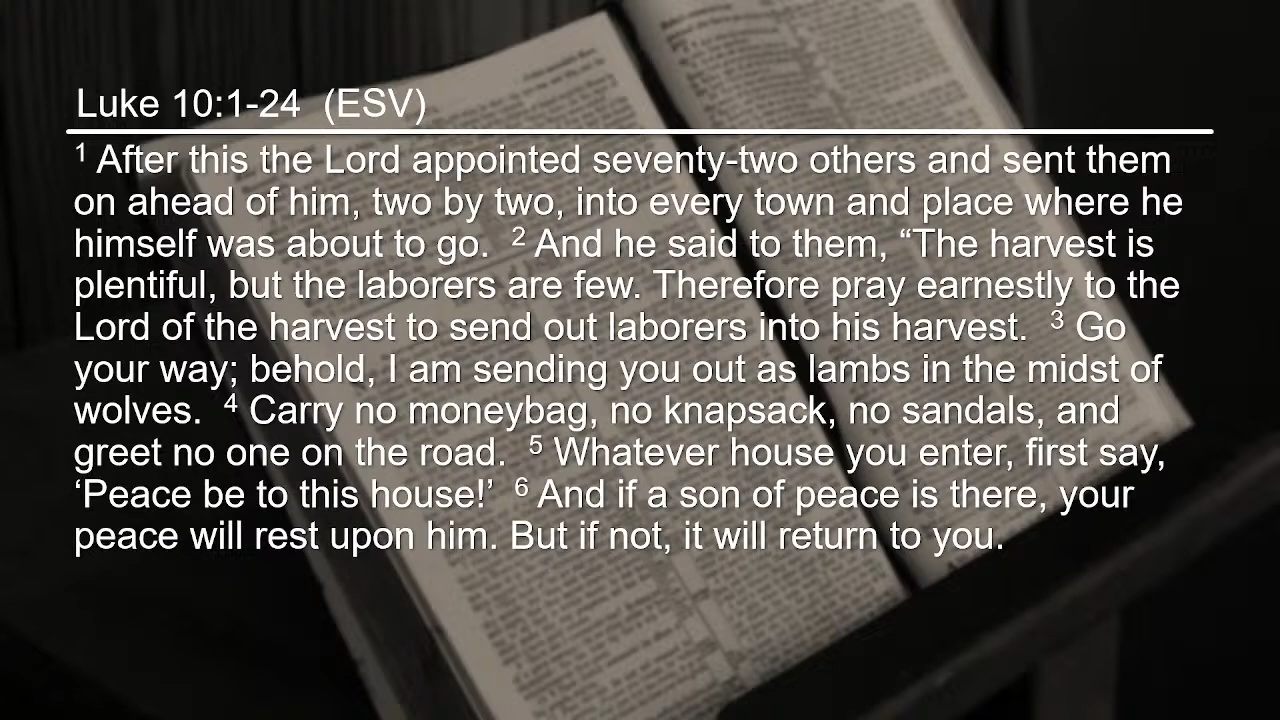 Luke 10:1-24 (ESV)
1 After this the Lord appointed seventy-two others and sent them
on ahead of him, two by two, into every town and place where he
himself was about to go. 2 And he said to them, “The harvest is
plentiful, but the laborers are few. Therefore pray earnestly to the
Lord of the harvest to send out laborers into his harvest. 3 Go
your way; behold, I am sending you out as lambs in the midst of
wolves. 4 Carry no moneybag, no knapsack, no sandals, and
greet no one on the road. 5 Whatever house you enter, first say,
‘Peace be to this house!’ 6 And if a son of peace is there, your
peace will rest upon him. But if not, it will return to you.